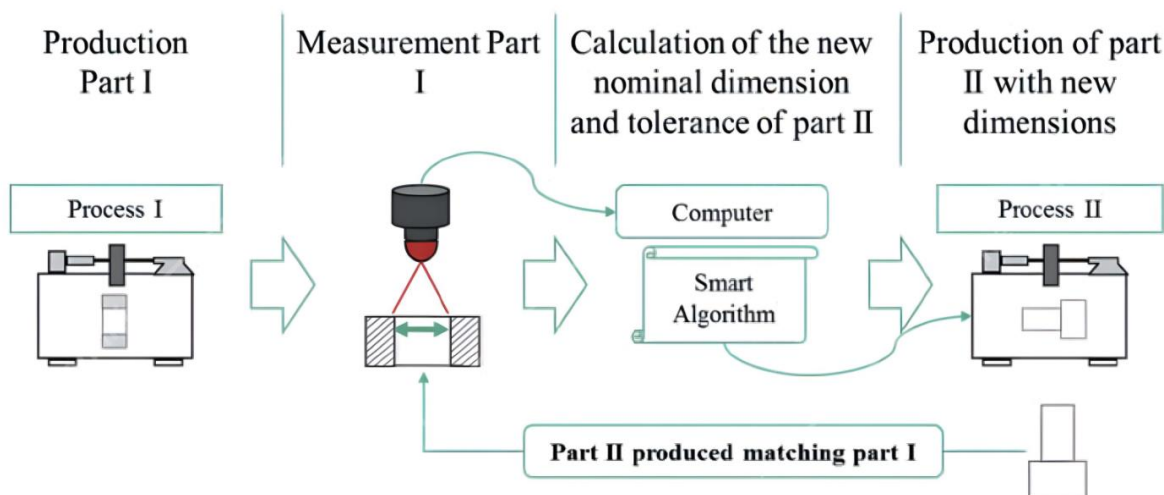 Production
Part I
Measurement Part
I
Calculation of the new
nominal dimension
and tolerance of part II
Production of part
II with new
dimensions
Process I
Computer
Smart
Algorithm
Process II
Part II produced matching part I